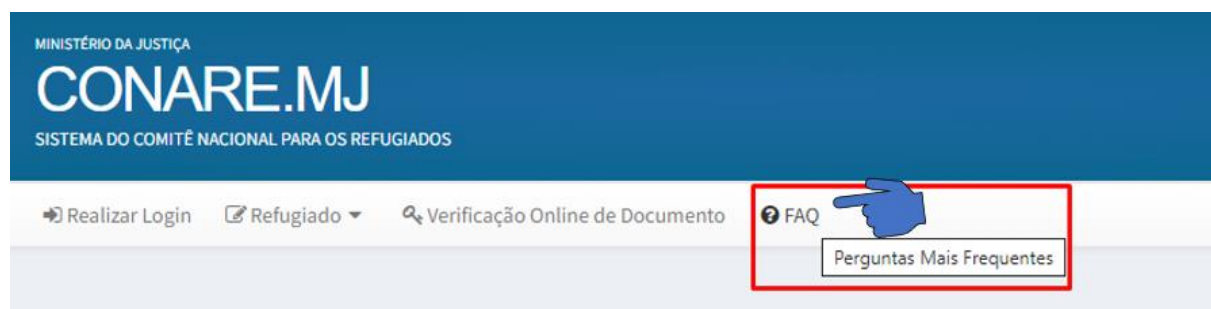 MINISTÉRIO DA JUSTIÇA
CONARE.MJ
SISTEMA DO COMITÊ NACIONAL PARA OS REFUGIADOS
Realizar Login Refugiado Verificação Online de Documento FAQ
Perguntas Mais Frequentes